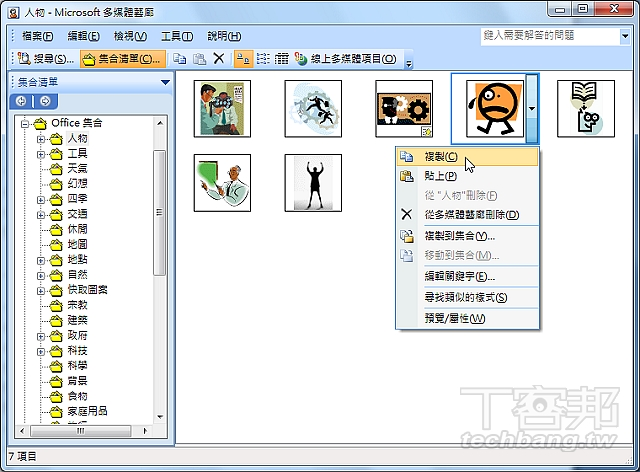 人物 - Microsoft 多媒體藝廊
檔案(F) 編輯(E) 檢視(V) 工具(T) 說明(H)
鍵入需要解答的問題
搜尋(S)... 集合清單(C)... 線上多媒體項目(O)
集合清單
Office 集合
人物
工具
天氣
幻想
四季
交通
休閒
地圖
地點
自然
快取圖案
宗教
建築
政府
科技
科學
背景
食物
家庭用品
複製(C)
貼上(P)
從 "人物"刪除(F)
從多媒體藝廊刪除(D)
複製到集合(Y)...
移動到集合(M)...
編輯關鍵字(E)...
尋找類似的樣式(S)
預覽/屬性(W)
7 項目
T客邦
techbang.tw